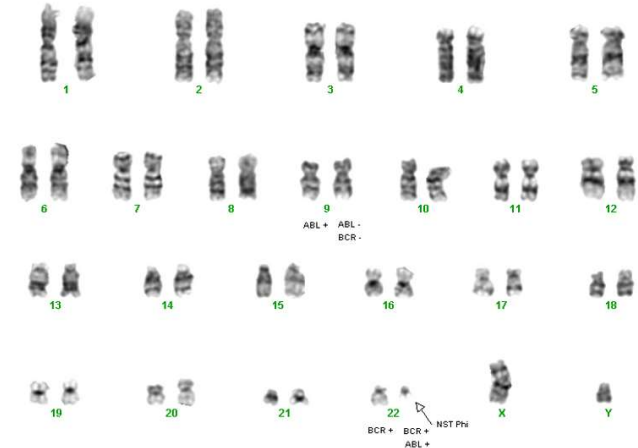 1 2 3 4 5
6 7 8 9 10 11 12
ABL + ABL -
BCR -
13 14 15 16 17 18
19 20 21 22 X Y
NST Phi
BCR + BCR +
ABL +